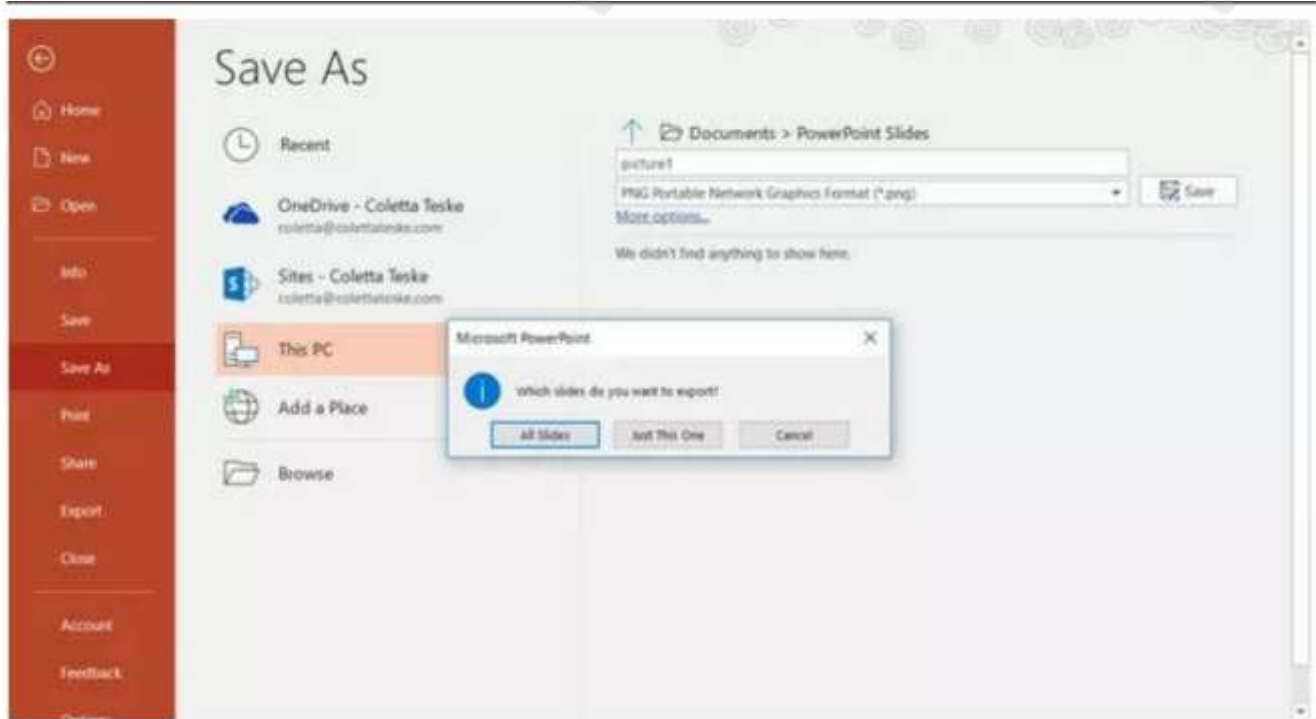 Save As
Home
New
Open
Info
Save
Save As
Print
Share
Export
Close
Account
Feedback
Options
Recent
OneDrive - Coletta Teske
coletta@colettateske.com
Sites - Coletta Teske
coletta@colettateske.com
This PC
Add a Place
Browse
Documents > PowerPoint Slides
picture1
PNG Portable Network Graphics Format (*.png)
Save
More options...
We didn't find anything to show here.
Microsoft PowerPoint
Which slides do you want to export?
All Slides
Just This One
Cancel